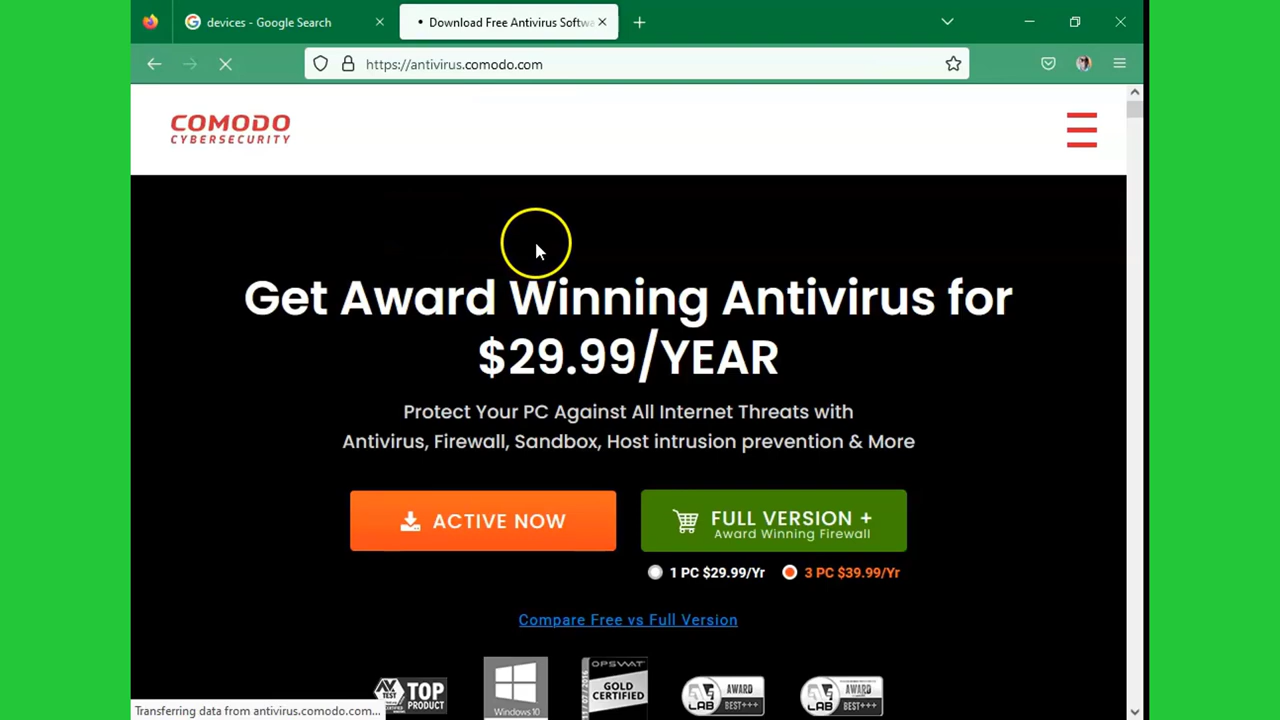 devices - Google Search
Download Free Antivirus Softwa
https://antivirus.comodo.com
COMODO
CYBERSECURITY
Get Award Winning Antivirus for
$29.99/YEAR
Protect Your PC Against All Internet Threats with
Antivirus, Firewall, Sandbox, Host intrusion prevention & More
ACTIVE NOW
FULL VERSION +
Award Winning Firewall
1 PC $29.99/Yr
3 PC $39.99/Yr
Compare Free vs Full Version
TEST
TOP
PRODUCT
Windows 10
OPSWAT
GOLD
CERTIFIED
LAB
AWARD
BEST+++
LAB
AWARD
BEST+++
Transferring data from antivirus.comodo.com...